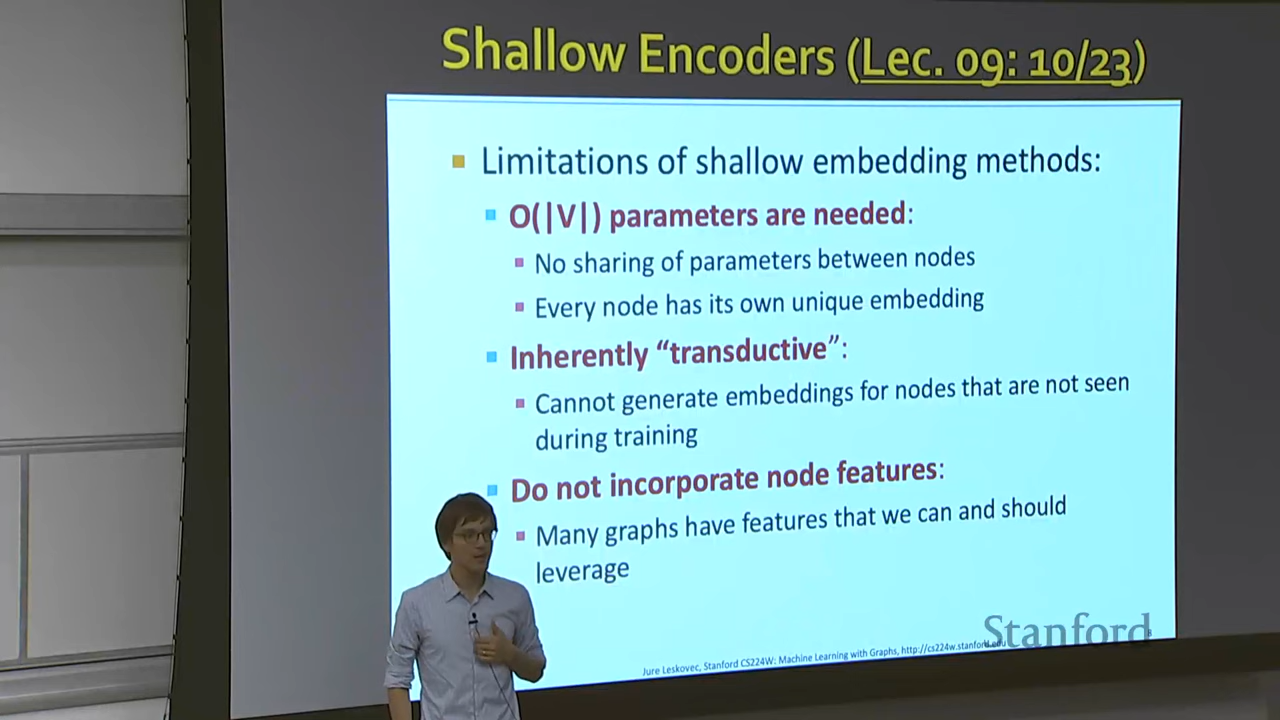 Shallow Encoders (Lec. 09: 10/23)
Limitations of shallow embedding methods:
O(|V|) parameters are needed:
No sharing of parameters between nodes
Every node has its own unique embedding
Inherently “transductive”:
Cannot generate embeddings for nodes that are not seen
during training
Do not incorporate node features:
Many graphs have features that we can and should
leverage
Stanford
Jure Leskovec, Stanford CS224W: Machine Learning with Graphs, http://cs224w.stanford.edu